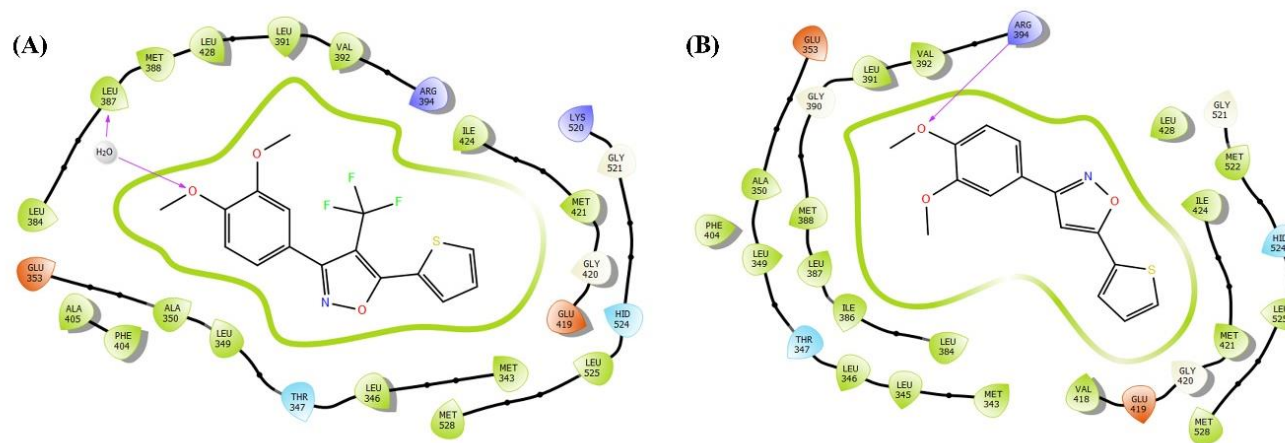 (A)
LEU 428
LEU 391
VAL 392
MET 388
LEU 387
ARG 394
H₂O
LYS 520
ILE 424
GLY 521
LEU 384
O
O
F
F
F
S
N
O
MET 421
GLY 420
GLU 419
HID 524
GLU 353
ALA 405
PHE 404
ALA 350
LEU 349
THR 347
LEU 346
MET 343
LEU 525
MET 528
(B)
GLU 353
ARG 394
VAL 392
LEU 391
GLY 390
LEU 428
GLY 521
MET 522
ALA 350
PHE 404
MET 388
LEU 349
LEU 387
ILE 386
THR 347
LEU 384
LEU 346
LEU 345
MET 343
O
O
N
O
S
ILE 424
HID 524
LEU 525
MET 421
GLY 420
VAL 418
GLU 419
MET 528